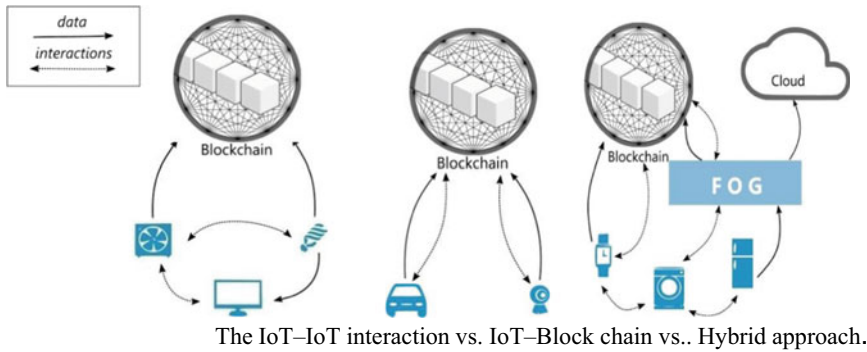 data
interactions
Blockchain
Blockchain
Blockchain
Cloud
FOG
The IoT–IoT interaction vs. IoT–Block chain vs.. Hybrid approach.